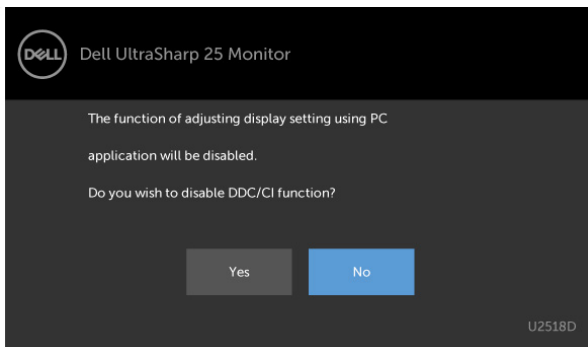 DELL
Dell UltraSharp 25 Monitor
The function of adjusting display setting using PC
application will be disabled.
Do you wish to disable DDC/CI function?
Yes
No
U2518D